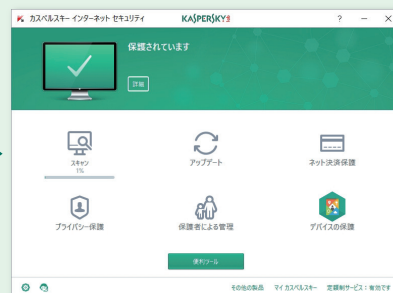 カスペルスキー インターネット セキュリティ
KASPERSKY
保護されています
詳細
スキャン
1%
アップデート
ネット決済保護
プライバシー保護
保護者による管理
デバイスの保護
便利ツール
その他の製品 マイ カスペルスキー 定額制サービス：有効です